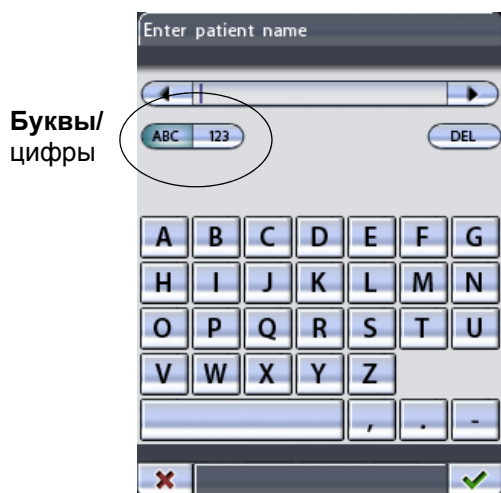 Enter patient name
Буквы/
цифры
ABC 123 DEL
A B C D E F G
H I J K L M N
O P Q R S T U
V W X Y Z
, . -